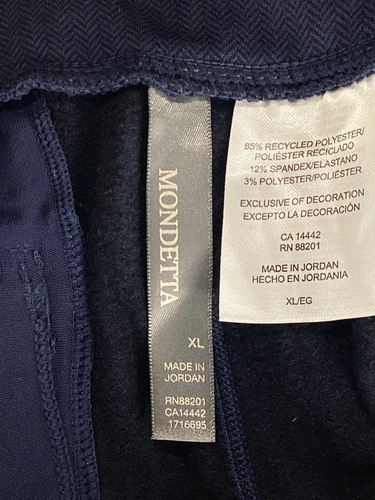 MONDETTA
XL
MADE IN
JORDAN
RN88201
CA14442
1716695
85% RECYCLED POLYESTER/
POLIÉSTER RECICLADO
12% SPANDEX/ELASTANO
3% POLYESTER/POLIÉSTER
EXCLUSIVE OF DECORATION
EXCEPTO LA DECORACIÓN
CA 14442
RN 88201
MADE IN JORDAN
HECHO EN JORDANIA
XL/EG